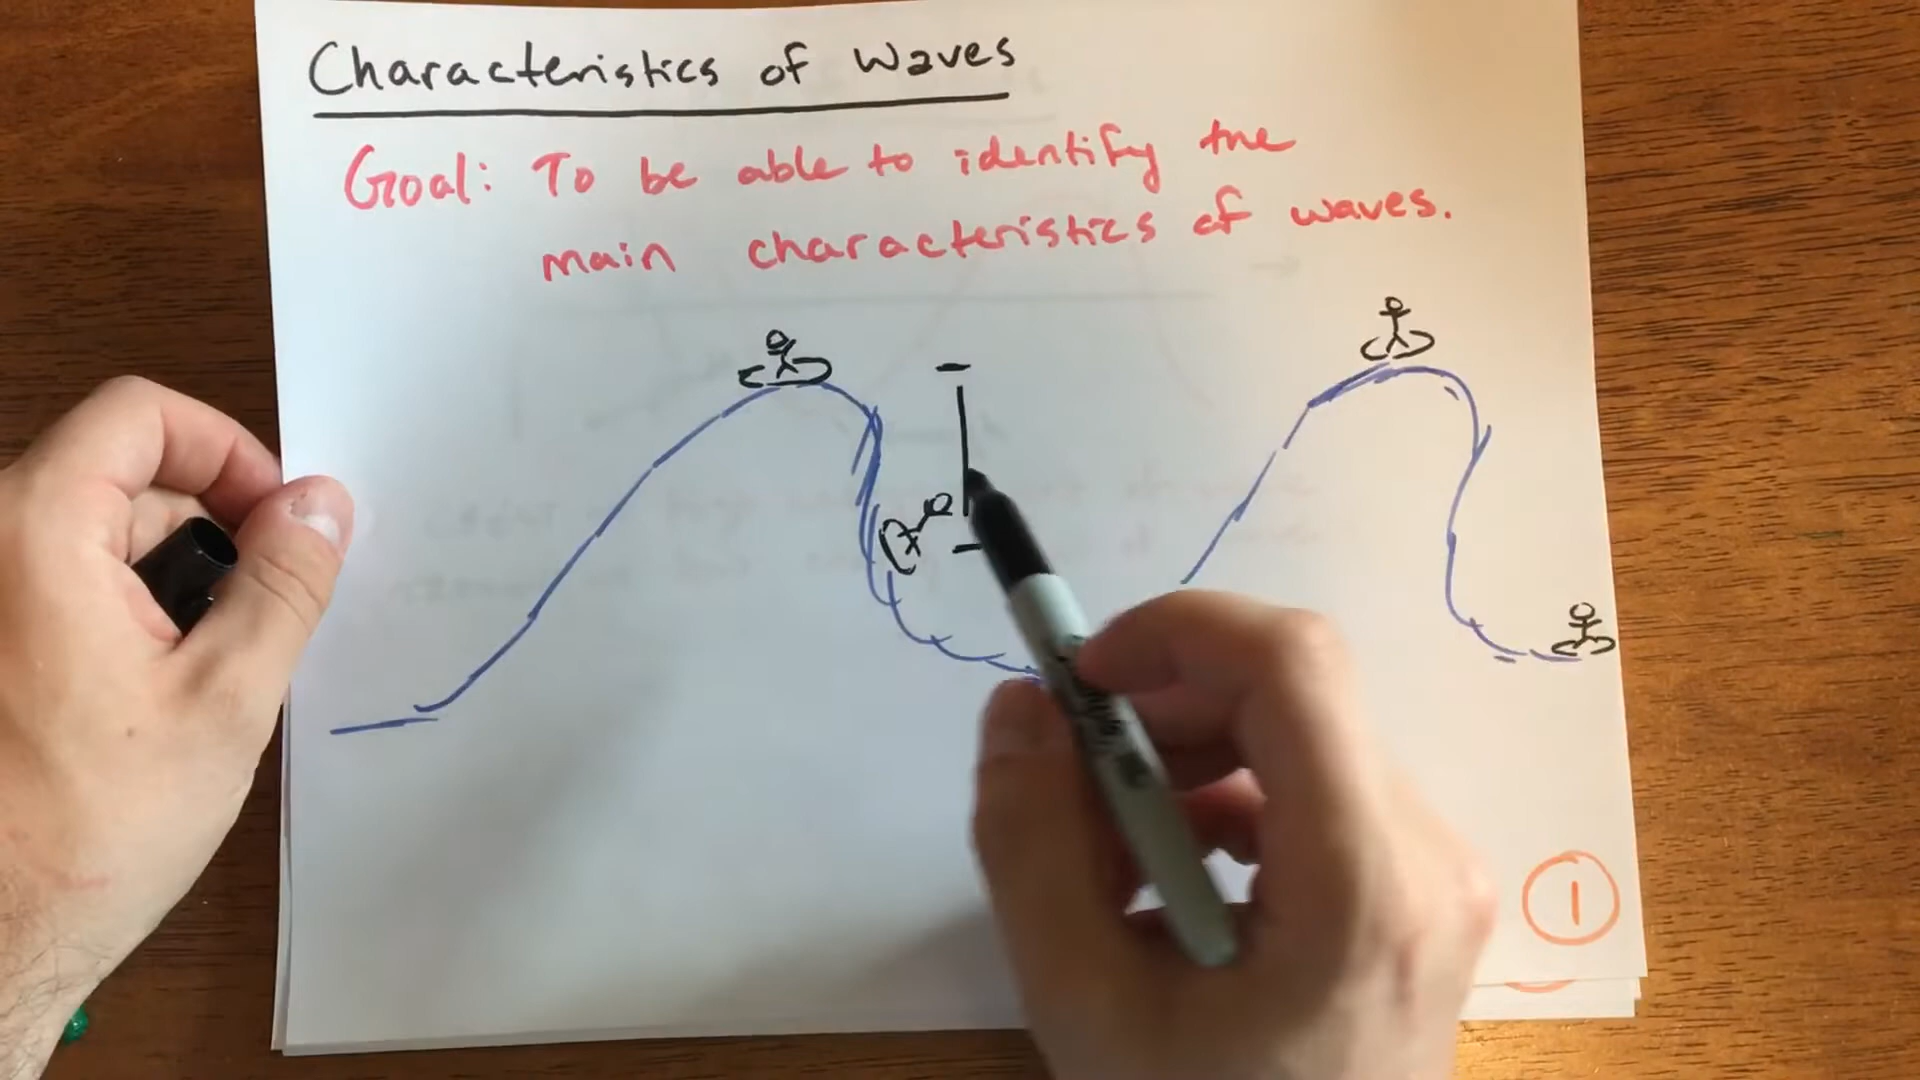 Characteristics of Waves
Goal: To be able to identify the
main characteristics of waves.
1